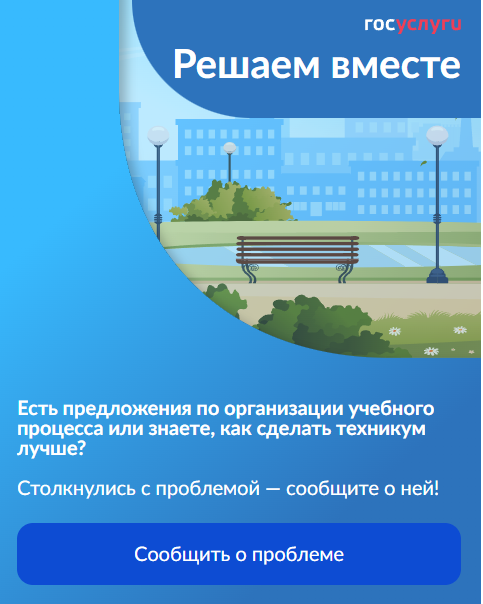 госуслуги
Решаем вместе
Есть предложения по организации учебного
процесса или знаете, как сделать техникум
лучше?
Столкнулись с проблемой — сообщите о ней!
Сообщить о проблеме